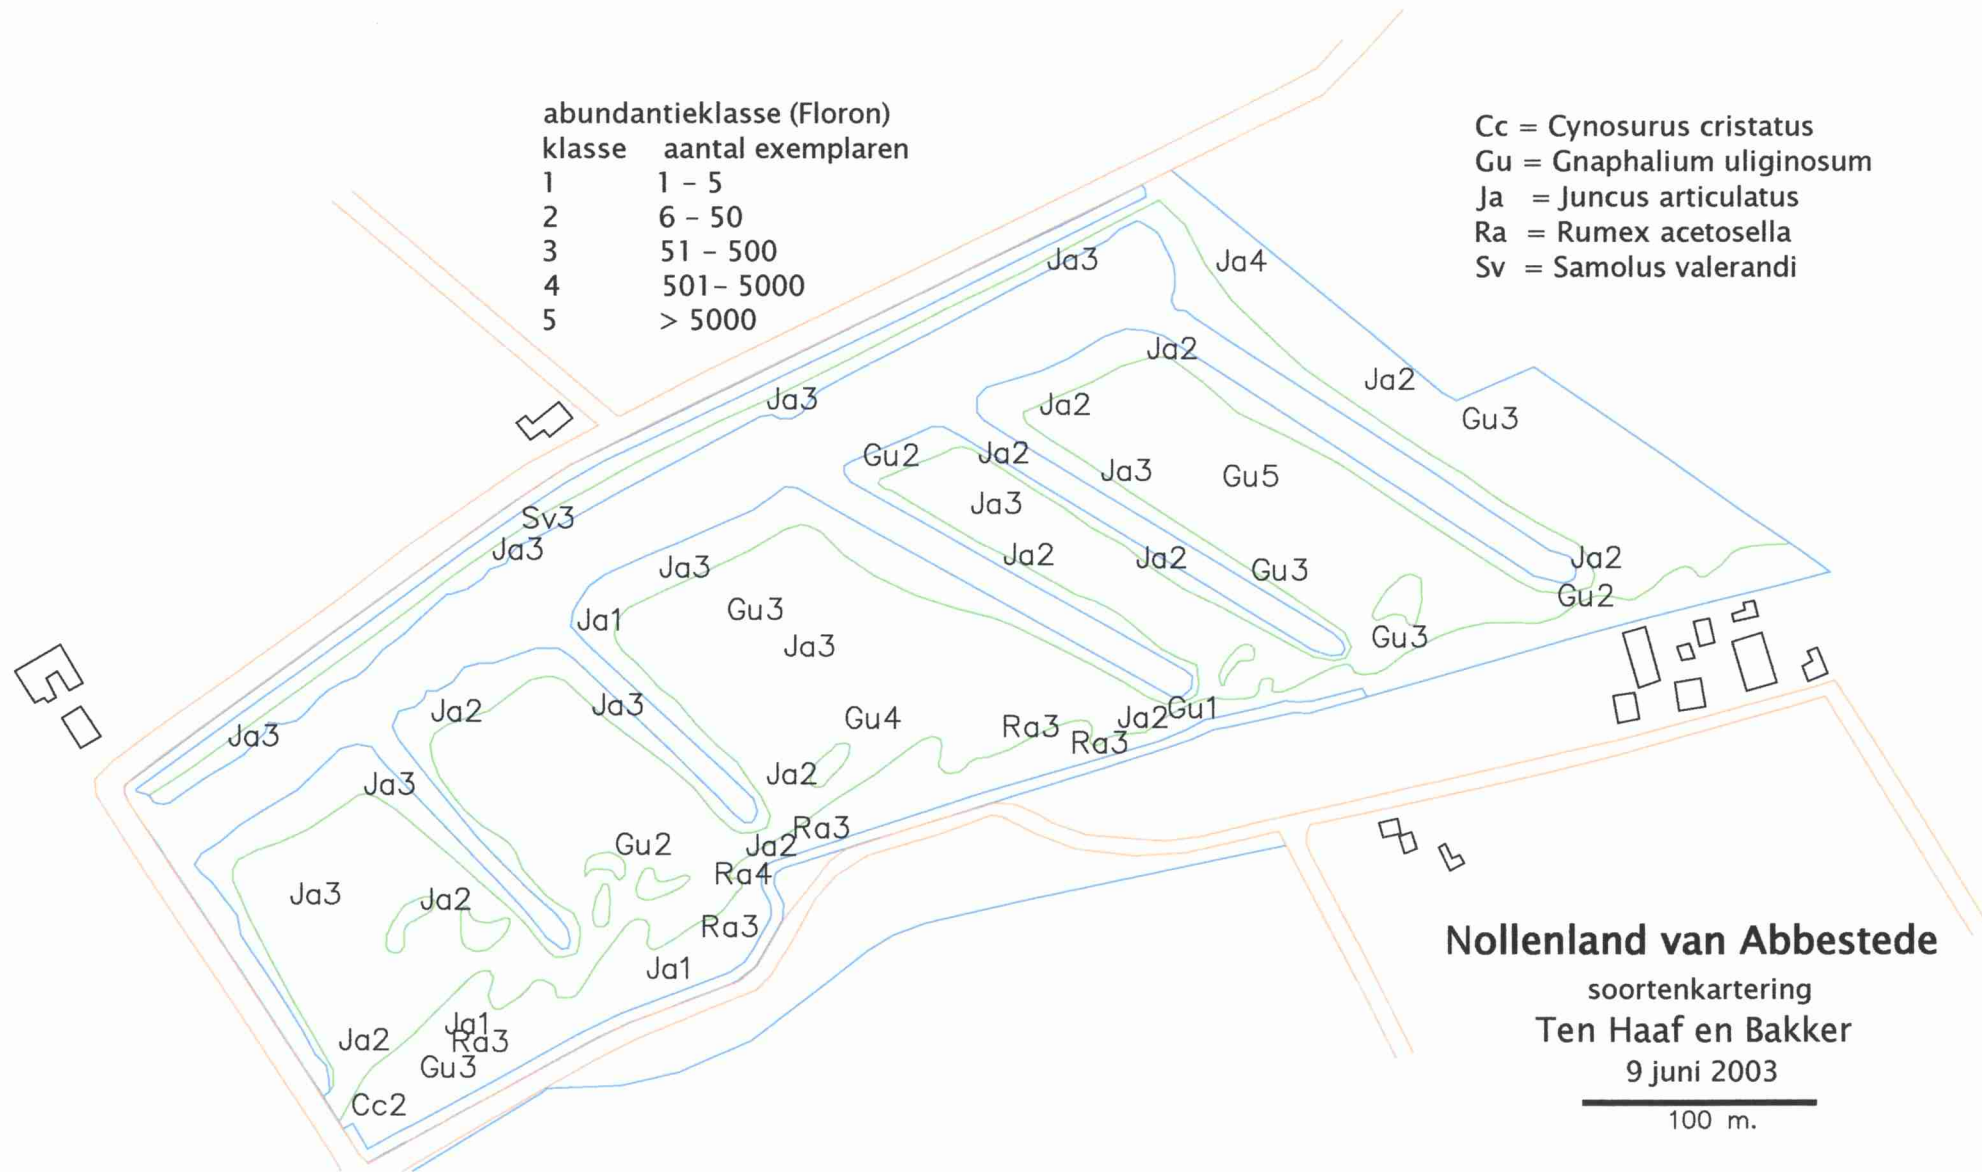 abundantieklasse (Floron)
klasse aantal exemplaren
1 1 – 5
2 6 – 50
3 51 – 500
4 501– 5000
5 > 5000
Cc = Cynosurus cristatus
Gu = Gnaphalium uliginosum
Ja = Juncus articulatus
Ra = Rumex acetosella
Sv = Samolus valerandi
Ja3
Ja4
Ja2
Ja2
Gu3
Ja3
Ja2
Gu2
Ja2
Ja3
Gu5
Ja3
Sv3
Ja3
Ja2
Ja2
Ja2
Gu3
Gu2
Ja3
Gu3
Ja1
Ja3
Gu3
Ja3
Ja2
Ja3
Gu4
Ra3
Ra3
Ja2
Gu1
Ja2
Ja3
Ra3
Ja2
Gu2
Ra4
Ja3
Ja2
Ra3
Ja1
Ja1
Ra3
Ja2
Gu3
Cc2
Nollenland van Abbestede
soortenkartering
Ten Haaf en Bakker
9 juni 2003
100 m.